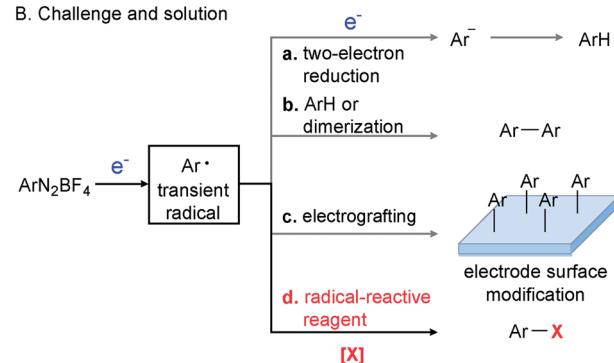 B. Challenge and solution
e⁻
Ar⁻
ArH
a. two-electron
reduction
b. ArH or
dimerization
Ar—Ar
ArN₂BF₄
e⁻
Ar •
transient
radical
c. electrografting
Ar
Ar
Ar
Ar
electrode surface
modification
d. radical-reactive
reagent
[X]
Ar—X